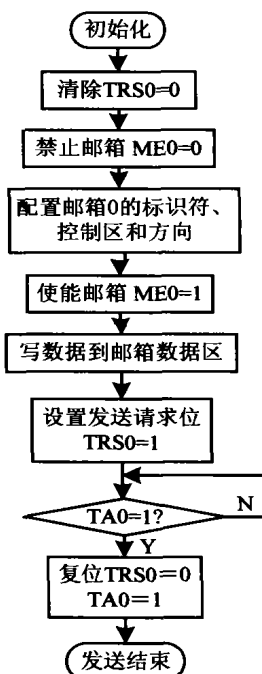 初始化
清除TRS0=0
禁止邮箱 ME0=0
配置邮箱0的标识符、
控制区和方向
使能邮箱 ME0=1
写数据到邮箱数据区
设置发送请求位
TRS0=1
TA0=1?
N
Y
复位TRS0=0
TA0=1
发送结束